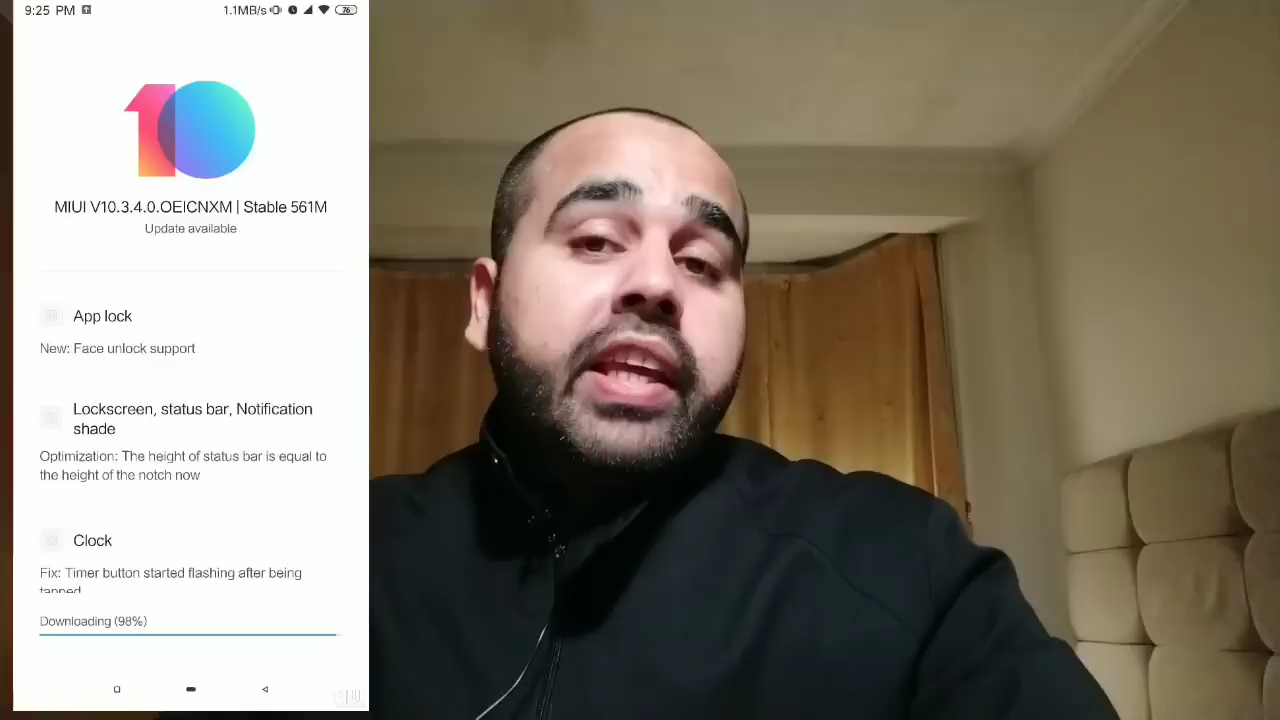 9:25 PM
1.1MB/s
76
10
MIUI V10.3.4.0.OEICNXM | Stable 561M
Update available
App lock
New: Face unlock support
Lockscreen, status bar, Notification
shade
Optimization: The height of status bar is equal to
the height of the notch now
Clock
Fix: Timer button started flashing after being
tapped
Downloading (98%)